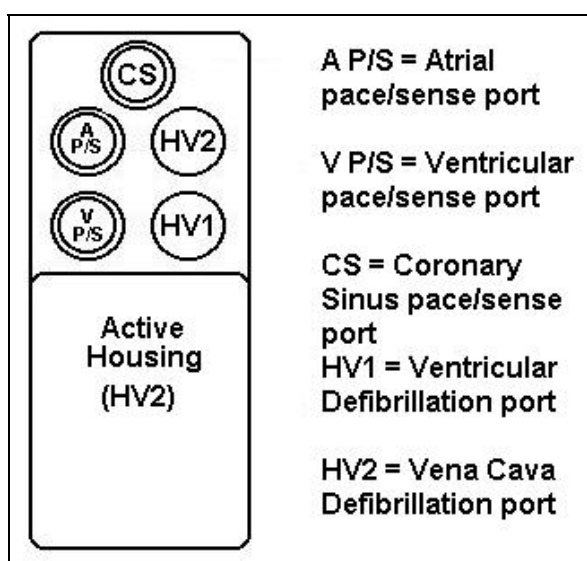 CS
A
P/S
HV2
V
P/S
HV1
Active
Housing
(HV2)
A P/S = Atrial
pace/sense port
V P/S = Ventricular
pace/sense port
CS = Coronary
Sinus pace/sense
port
HV1 = Ventricular
Defibrillation port
HV2 = Vena Cava
Defibrillation port